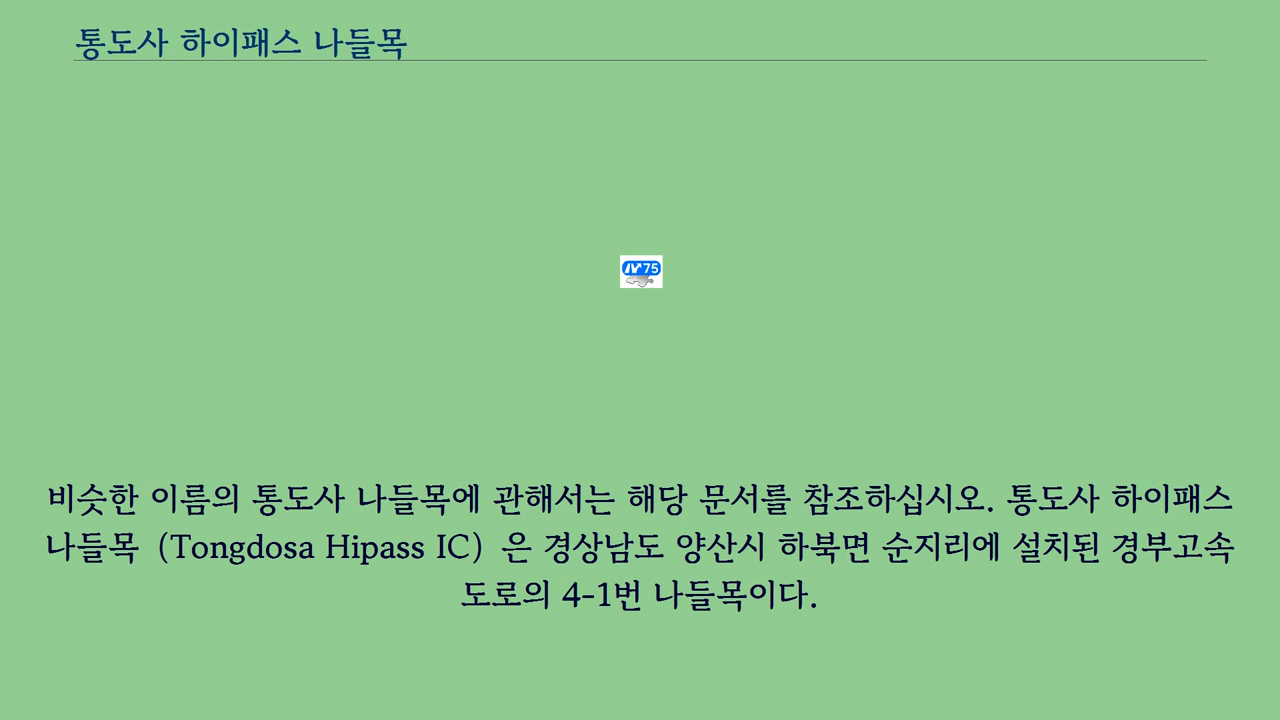 통도사 하이패스 나들목
75
비슷한 이름의 통도사 나들목에 관해서는 해당 문서를 참조하십시오. 통도사 하이패스
나들목（Tongdosa Hipass IC）은 경상남도 양산시 하북면 순지리에 설치된 경부고속
도로의 4-1번 나들목이다.